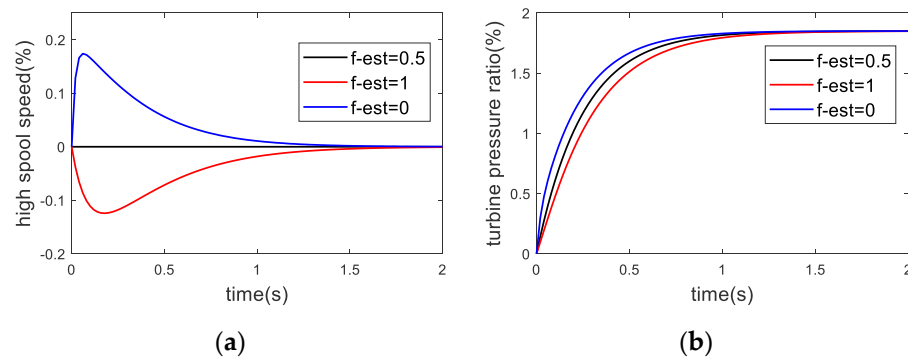 high spool speed(%)
0.2
0.1
0
-0.1
-0.2
f-est=0.5
f-est=1
f-est=0
0
0.5
1
1.5
2
time(s)
(a)
turbine pressure ratio(%)
2
1.5
1
0.5
0
f-est=0.5
f-est=1
f-est=0
0
0.5
1
1.5
2
time(s)
(b)